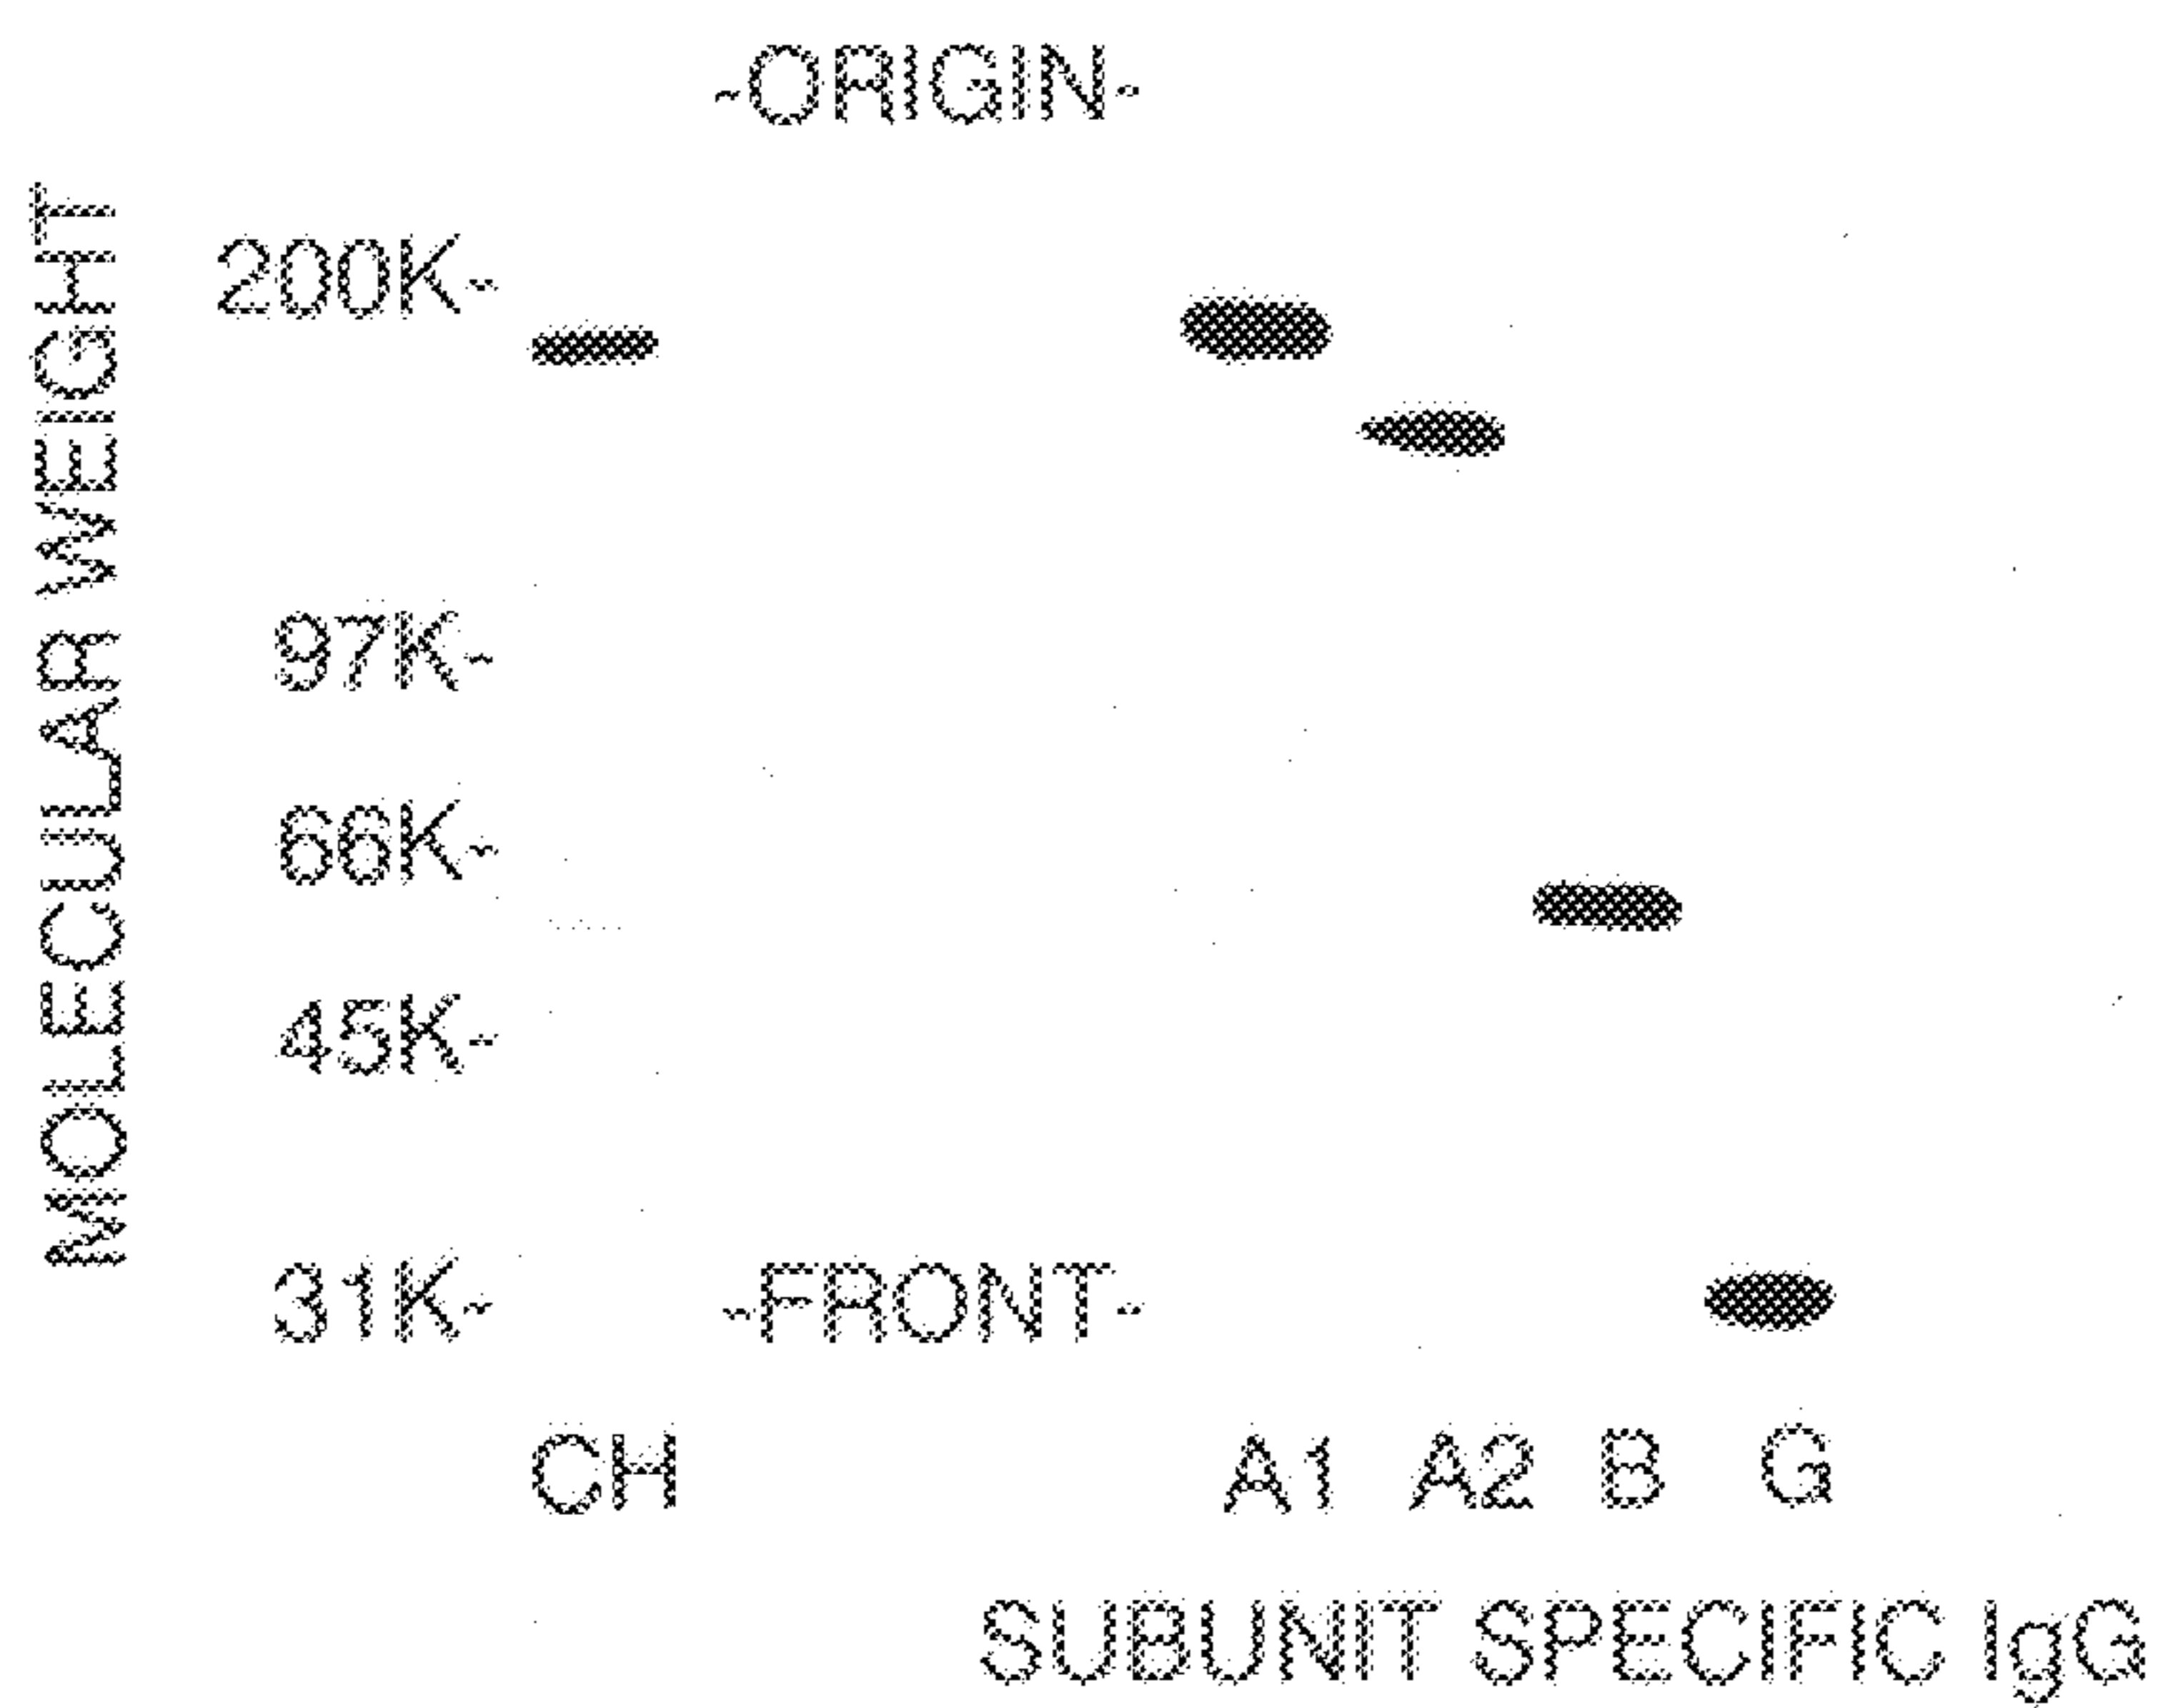 -ORIGIN-
MOLECULAR WEIGHT
200K-
97K-
66K-
45K-
31K-
-FRONT-
CH A1 A2 B G
SUBUNIT SPECIFIC IgG